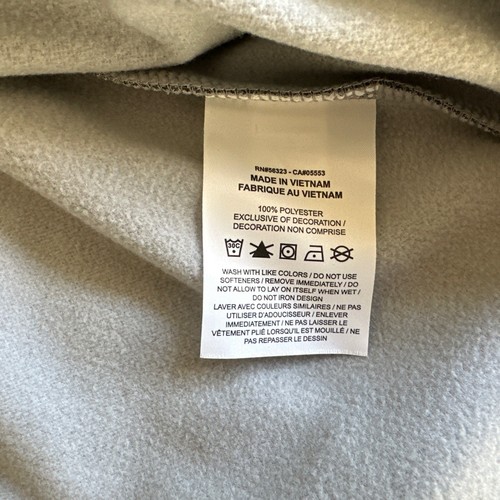 RN#56323 - CA#05553
MADE IN VIETNAM
FABRIQUE AU VIETNAM
100% POLYESTER
EXCLUSIVE OF DECORATION /
DECORATION NON COMPRISE
30C
WASH WITH LIKE COLORS / DO NOT USE
SOFTENERS / REMOVE IMMEDIATELY / DO
NOT ALLOW TO LAY ON ITSELF WHEN WET /
DO NOT IRON DESIGN
LAVER AVEC COULEURS SIMILAIRES / NE PAS
UTILISER D'ADOUCISSEUR / ENLEVER
IMMEDIATEMENT / NE PAS LAISSER LE
VÊTEMENT PLIÉ LORSQU'IL EST MOUILLÉ / NE
PAS REPASSER LE DESSIN